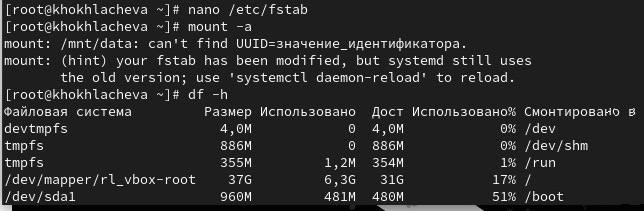 [root@khokhlacheva ~]# nano /etc/fstab
[root@khokhlacheva ~]# mount -a
mount: /mnt/data: can't find UUID=значение_идентификатора.
mount: (hint) your fstab has been modified, but systemd still uses
the old version; use 'systemctl daemon-reload' to reload.
[root@khokhlacheva ~]# df -h
Файловая система Размер Использовано Дост Использовано% Смонтировано в
devtmpfs 4,0M 0 4,0M 0% /dev
tmpfs 886M 0 886M 0% /dev/shm
tmpfs 355M 1,2M 354M 1% /run
/dev/mapper/rl_vbox-root 37G 6,3G 31G 17% /
/dev/sda1 960M 481M 480M 51% /boot